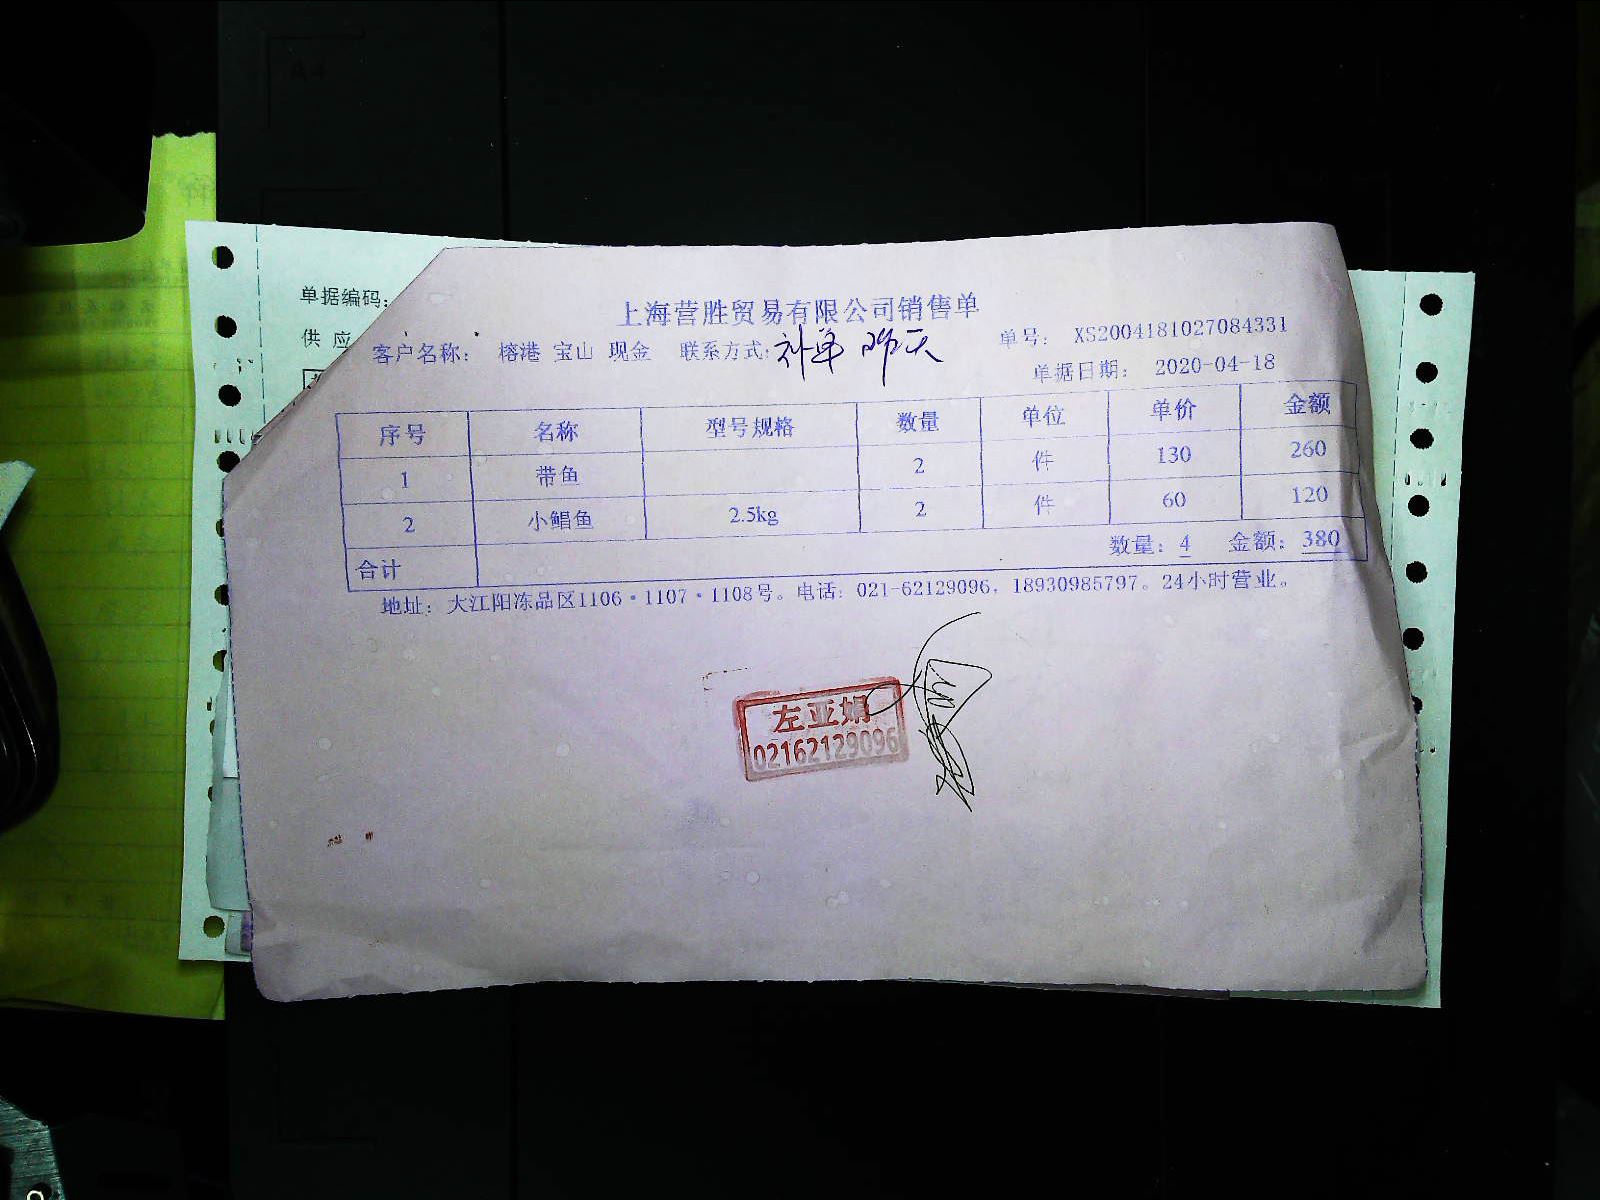 单据编码:
供应
上海营胜贸易有限公司销售单
客户名称: 榕港 宝山 现金 联系方式: 补单 昨天 单号: XS2004181027084331
单据日期: 2020-04-18
序号 名称 型号规格 数量 单位 单价 金额
1 带鱼 2 件 130 260
2 小鲳鱼 2.5kg 2 件 60 120
合计 数量: 4 金额: 380
地址: 大江阳冻品区1106·1107·1108号。电话: 021-62129096, 18930985797。24小时营业。
左亚娟
02162129096